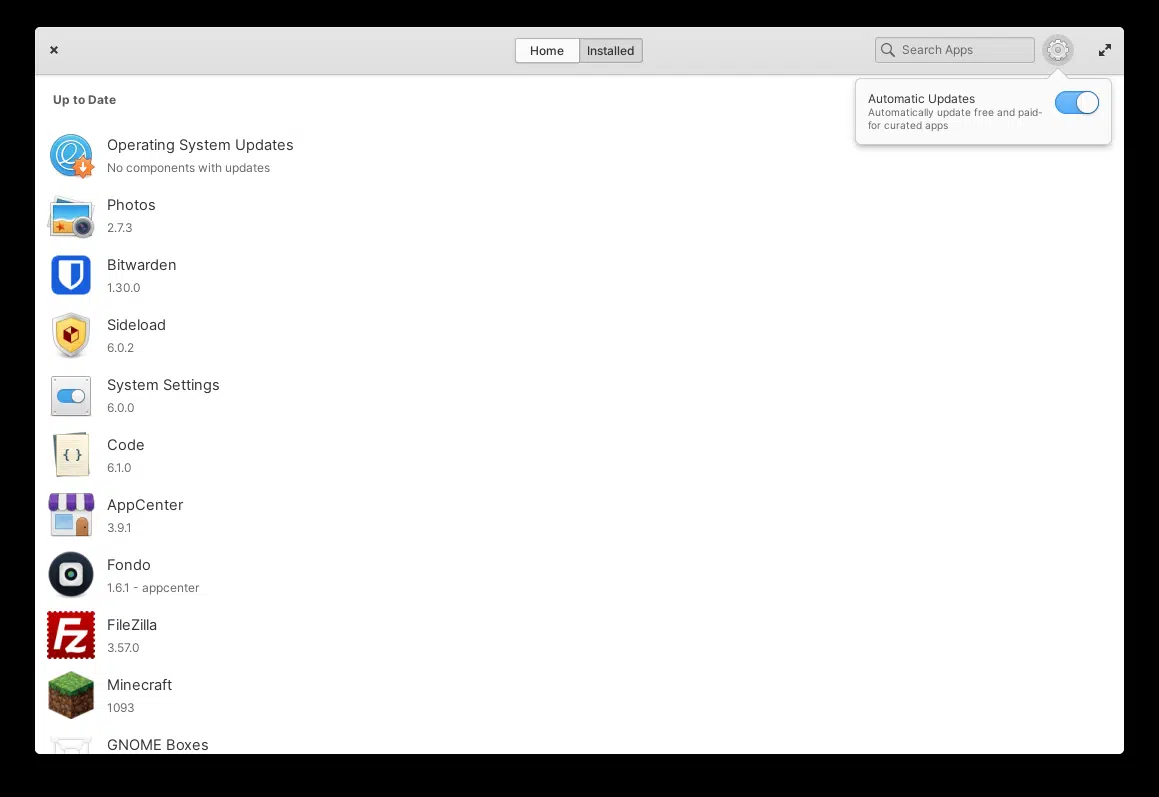 Home
Installed
Search Apps
Automatic Updates
Automatically update free and paid-
for curated apps
Up to Date
Operating System Updates
No components with updates
Photos
2.7.3
Bitwarden
1.30.0
Sideload
6.0.2
System Settings
6.0.0
{ }
Code
6.1.0
AppCenter
3.9.1
Fondo
1.6.1 - appcenter
Fz
FileZilla
3.57.0
Minecraft
1093
GNOME Boxes